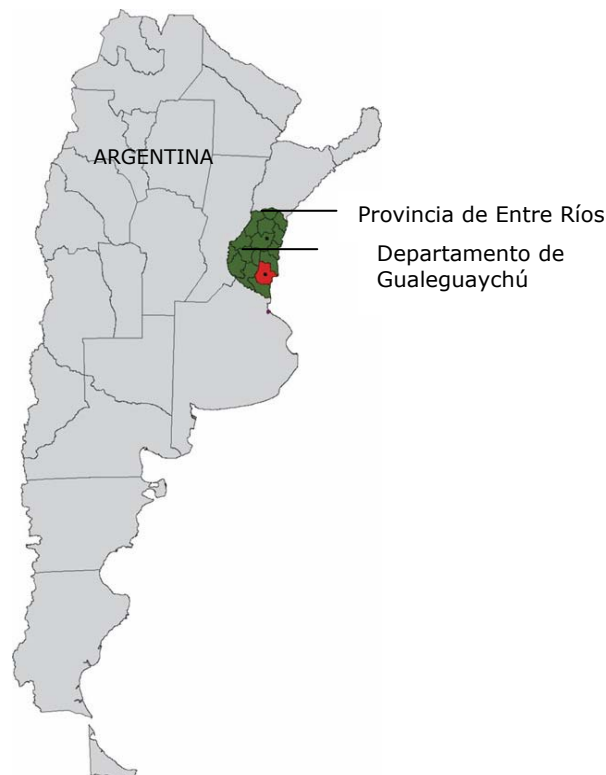 ARGENTINA
Provincia de Entre Ríos
Departamento de
Gualeguaychú